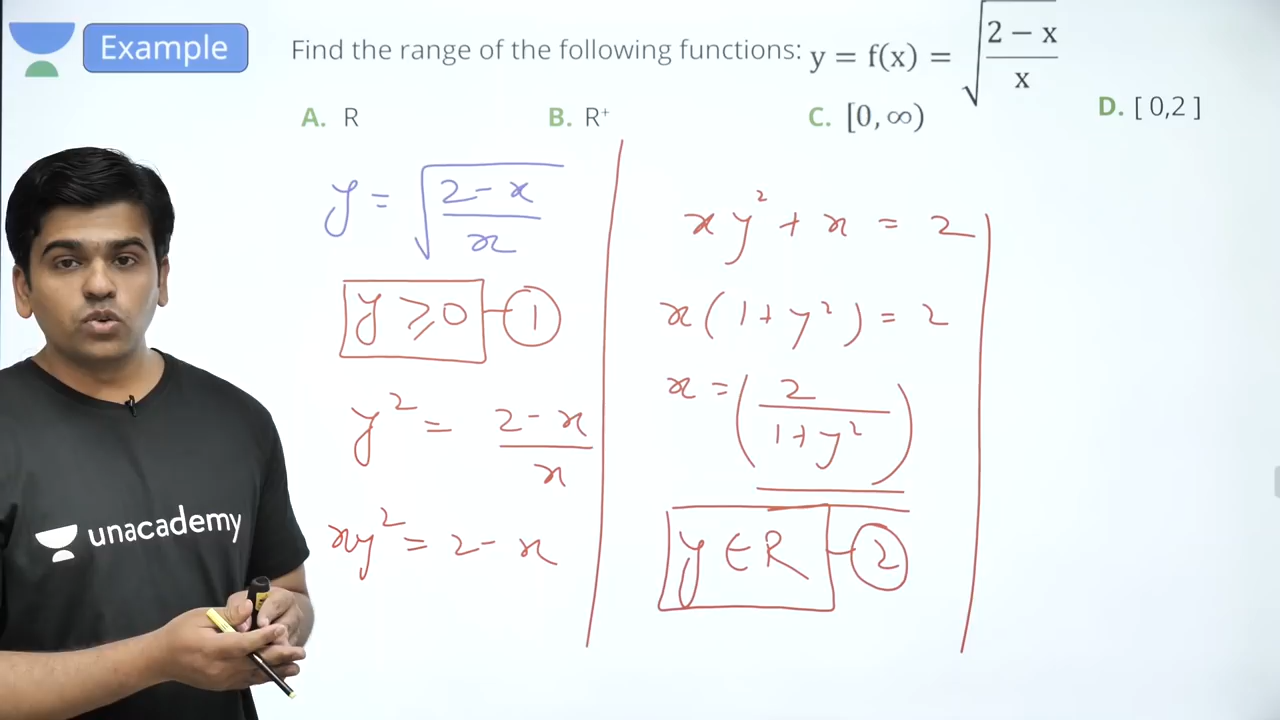 Example
Find the range of the following functions: y = f(x) = √((2 − x)/x)
A. R
B. R⁺
C. [0, ∞)
D. [ 0,2 ]
y = √((2 - x)/x)
y ≥ 0 - 1
y² = (2 - x)/x
xy² = 2 - x
xy² + x = 2
x(1 + y²) = 2
x = (2/(1 + y²))
y ∈ R - 2
unacademy